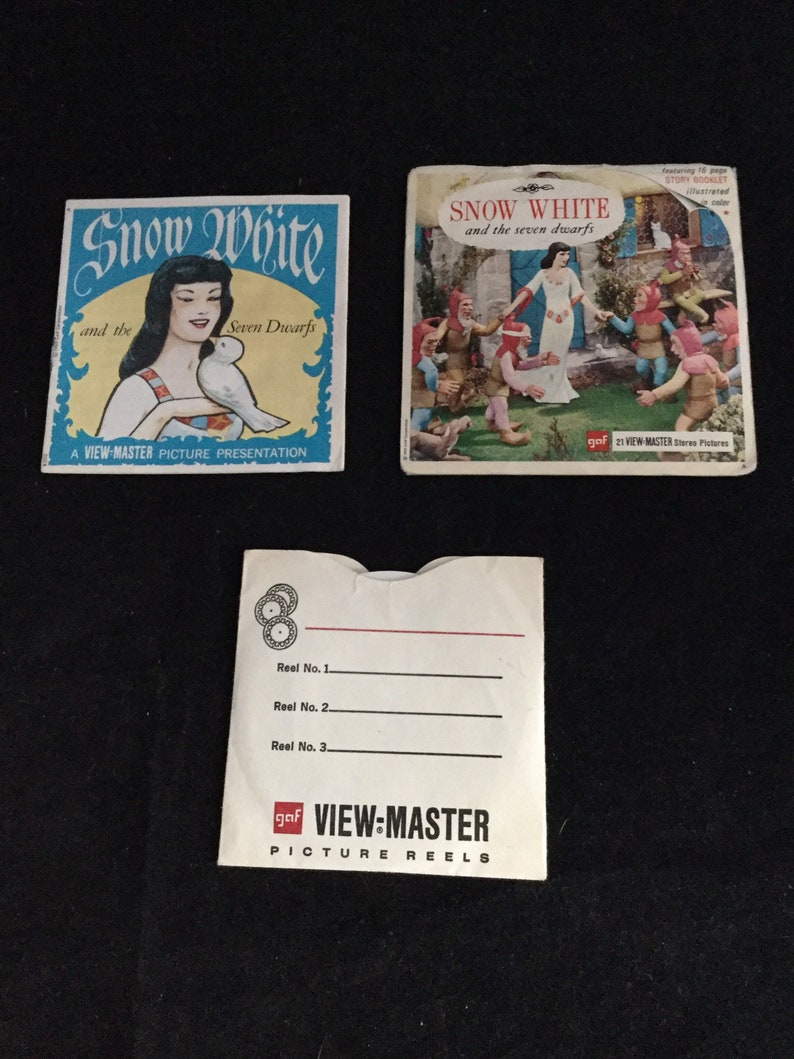 Snow White
and the Seven Dwarfs
A VIEW-MASTER PICTURE PRESENTATION
featuring 16 page
STORY BOOKLET
illustrated
in color
SNOW WHITE
and the seven dwarfs
gaf 21 VIEW-MASTER Stereo Pictures
Reel No. 1
Reel No. 2
Reel No. 3
gaf VIEW-MASTER®
PICTURE REELS